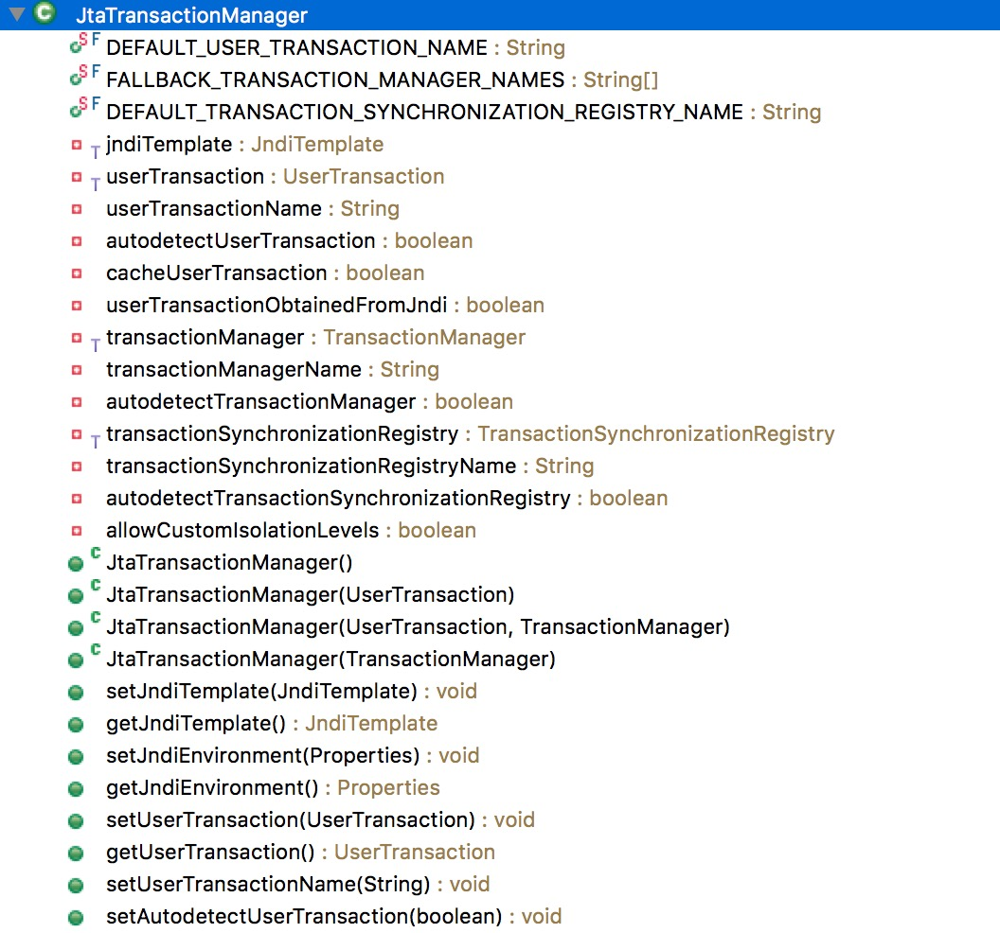 JtaTransactionManager
DEFAULT_USER_TRANSACTION_NAME : String
FALLBACK_TRANSACTION_MANAGER_NAMES : String[]
DEFAULT_TRANSACTION_SYNCHRONIZATION_REGISTRY_NAME : String
jndiTemplate : JndiTemplate
userTransaction : UserTransaction
userTransactionName : String
autodetectUserTransaction : boolean
cacheUserTransaction : boolean
userTransactionObtainedFromJndi : boolean
transactionManager : TransactionManager
transactionManagerName : String
autodetectTransactionManager : boolean
transactionSynchronizationRegistry : TransactionSynchronizationRegistry
transactionSynchronizationRegistryName : String
autodetectTransactionSynchronizationRegistry : boolean
allowCustomIsolationLevels : boolean
JtaTransactionManager()
JtaTransactionManager(UserTransaction)
JtaTransactionManager(UserTransaction, TransactionManager)
JtaTransactionManager(TransactionManager)
setJndiTemplate(JndiTemplate) : void
getJndiTemplate() : JndiTemplate
setJndiEnvironment(Properties) : void
getJndiEnvironment() : Properties
setUserTransaction(UserTransaction) : void
getUserTransaction() : UserTransaction
setUserTransactionName(String) : void
setAutodetectUserTransaction(boolean) : void